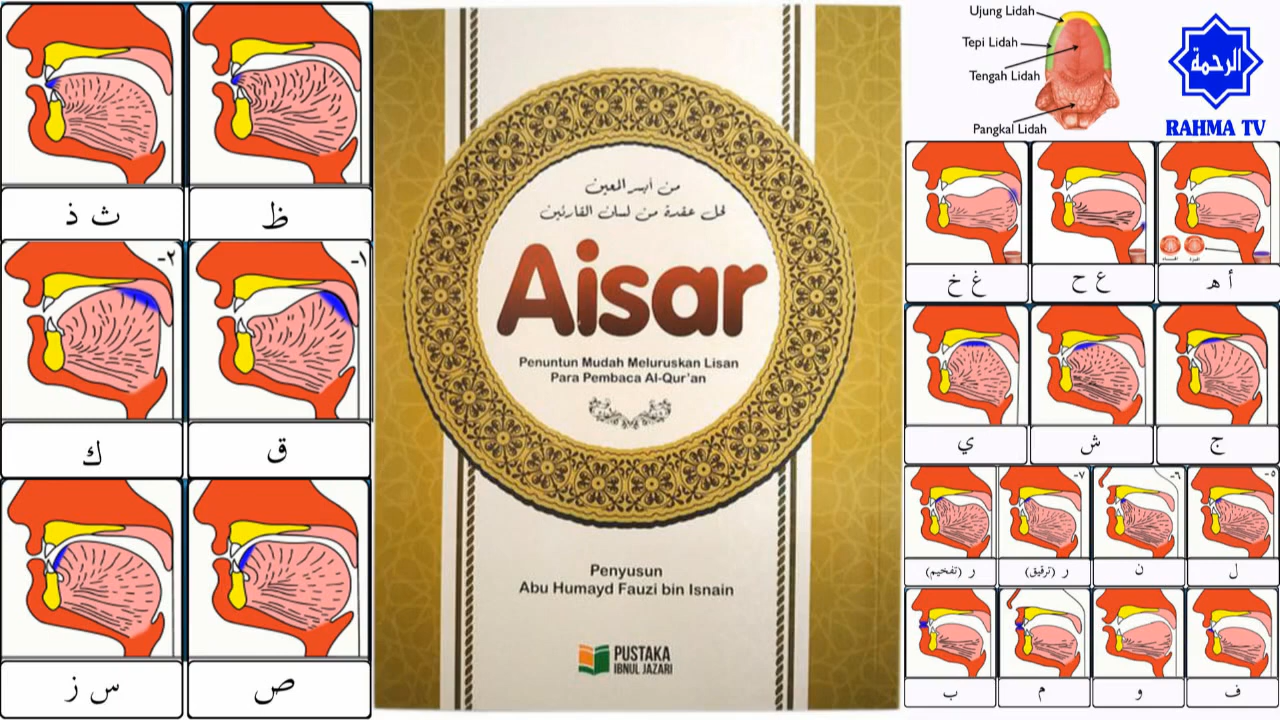 ث ذ
ظ
٢-
١-
ك
ق
س ز
ص
من أيسر المعين
لحل عقدة من لسان القارئين
Aisar
Penuntun Mudah Meluruskan Lisan
Para Pembaca Al-Qur'an
Penyusun
Abu Humayd Fauzi bin Isnain
PUSTAKA
IBNUL JAZARI
Ujung Lidah
Tepi Lidah
Tengah Lidah
Pangkal Lidah
الرحمة
RAHMA TV
غ خ
ع ح
أ ه
ي
ش
ج
٧-
٦-
٥-
ر (تفخيم)
ر (ترقيق)
ن
ل
ب
م
و
ف